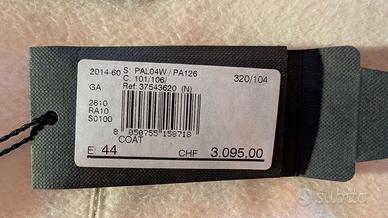 2014-60 S: PAL04W / PA126
C: 101/106/ 320/104
GA Ref: 37543620 (N)
2810
RA10
S0100
8 050755 158718
COAT
E: 44 CHF 3.095.00
subito